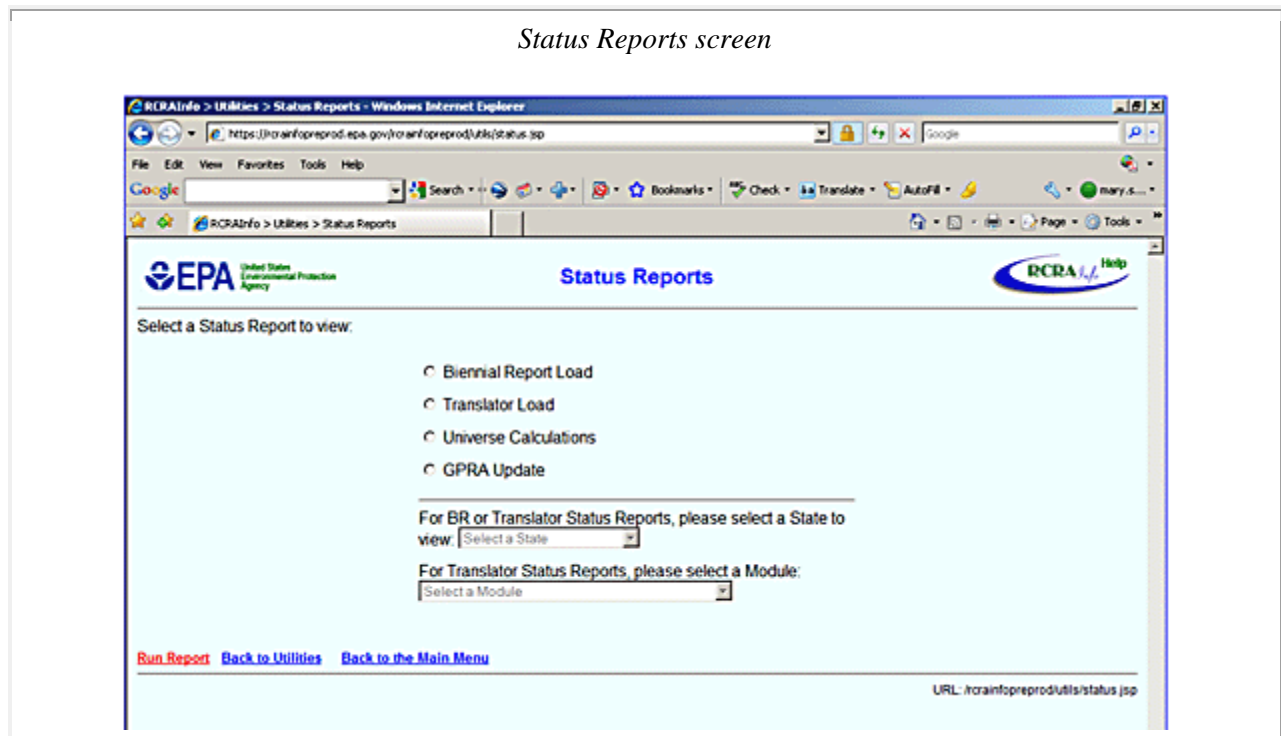 Status Reports screen
RCRAInfo > Utilities > Status Reports - Windows Internet Explorer
https://rcrainfopreprod.epa.gov/rcrainfopreprod/utils/status.jsp
Google
File Edit View Favorites Tools Help
Google Search Bookmarks Check Translate AutoFill mary.s....
RCRAInfo > Utilities > Status Reports Page Tools
EPA United States Environmental Protection Agency
Status Reports
RCRAInfo Help
Select a Status Report to view:
Biennial Report Load
Translator Load
Universe Calculations
GPRA Update
For BR or Translator Status Reports, please select a State to
view: Select a State
For Translator Status Reports, please select a Module:
Select a Module
Run Report Back to Utilities Back to the Main Menu
URL: /rcrainfopreprod/utils/status.jsp